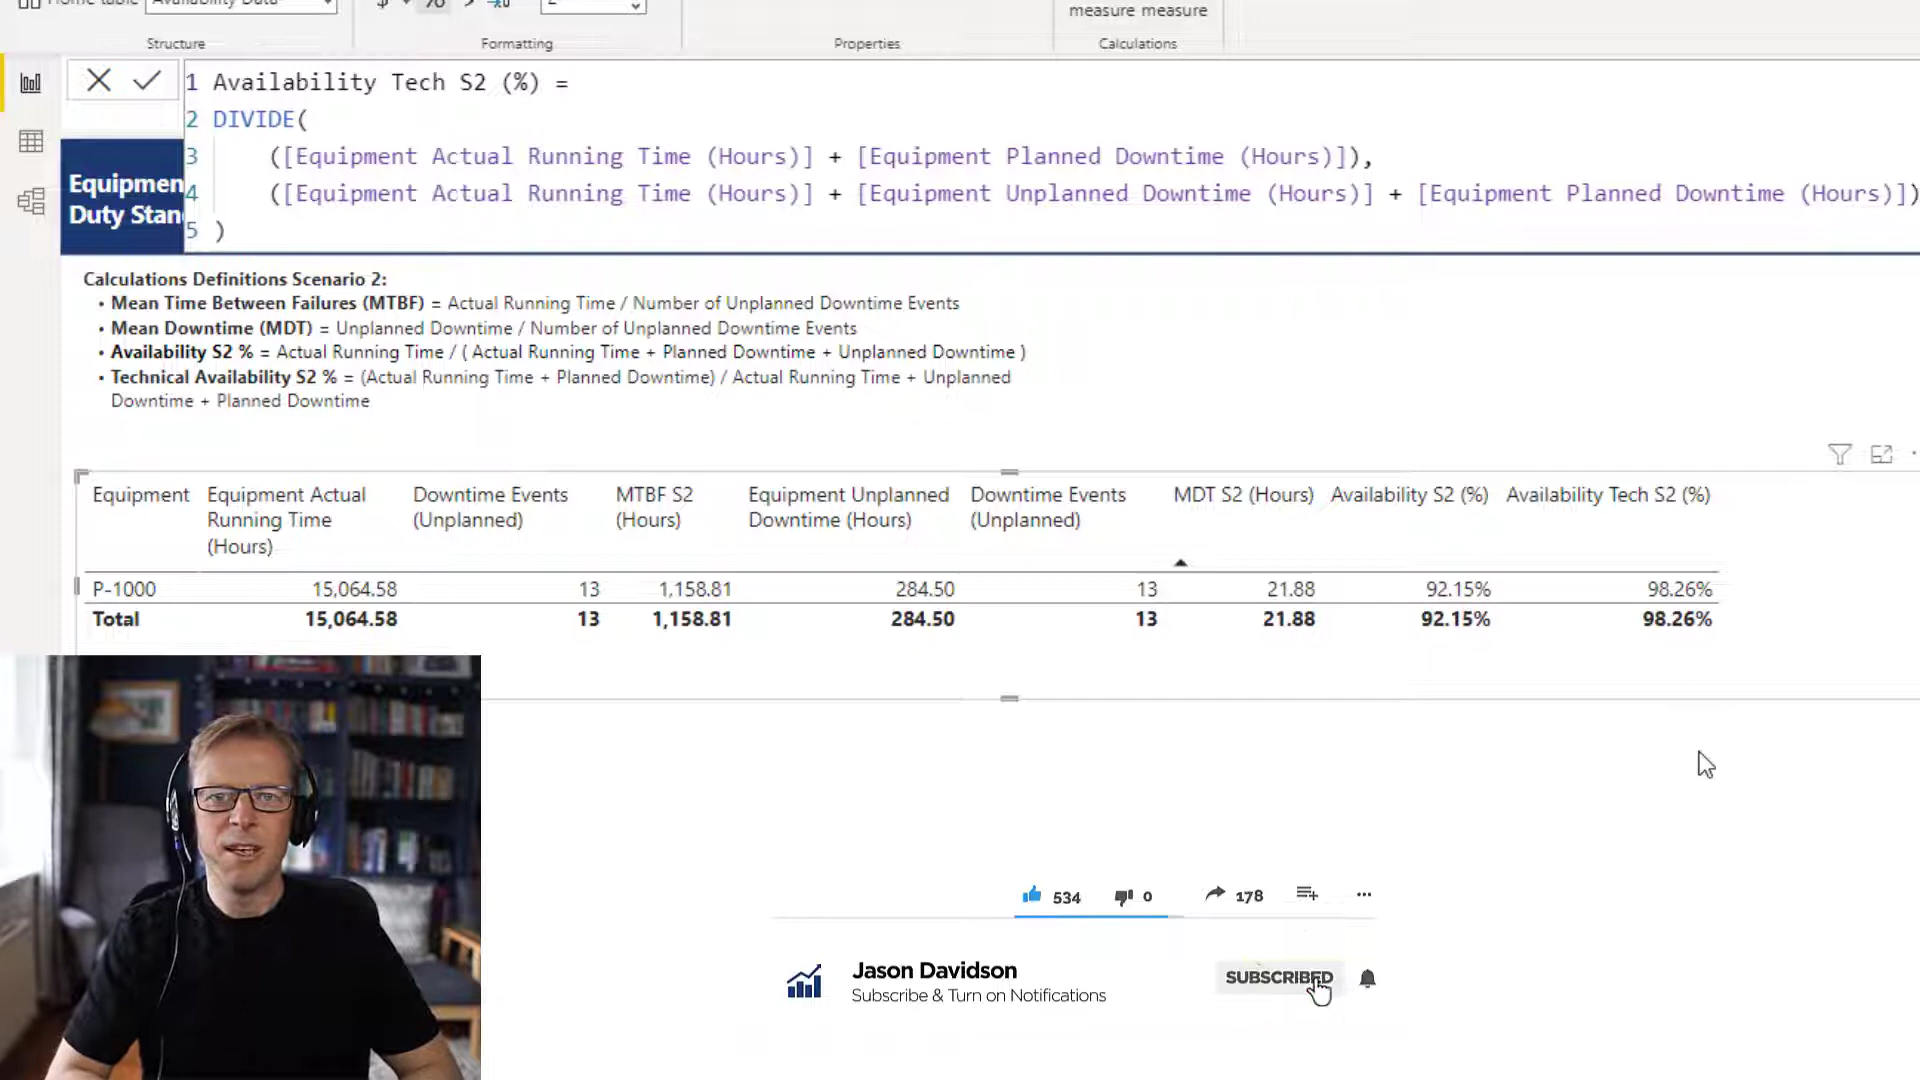 Home table
Availability Data
$ % 2
measure measure
Structure
Formatting
Properties
Calculations
1 Availability Tech S2 (%) =
2 DIVIDE(
3 ([Equipment Actual Running Time (Hours)] + [Equipment Planned Downtime (Hours)]),
4 ([Equipment Actual Running Time (Hours)] + [Equipment Unplanned Downtime (Hours)] + [Equipment Planned Downtime (Hours)])
5 )
Equipmen
Duty Stan
Calculations Definitions Scenario 2:
• Mean Time Between Failures (MTBF) = Actual Running Time / Number of Unplanned Downtime Events
• Mean Downtime (MDT) = Unplanned Downtime / Number of Unplanned Downtime Events
• Availability S2 % = Actual Running Time / ( Actual Running Time + Planned Downtime + Unplanned Downtime )
• Technical Availability S2 % = (Actual Running Time + Planned Downtime) / Actual Running Time + Unplanned
Downtime + Planned Downtime
Equipment Equipment Actual Downtime Events MTBF S2 Equipment Unplanned Downtime Events MDT S2 (Hours) Availability S2 (%) Availability Tech S2 (%)
Running Time (Unplanned) (Hours) Downtime (Hours) (Unplanned)
(Hours)
P-1000 15,064.58 13 1,158.81 284.50 13 21.88 92.15% 98.26%
Total 15,064.58 13 1,158.81 284.50 13 21.88 92.15% 98.26%
534 0 178 ...
Jason Davidson
Subscribe & Turn on Notifications
SUBSCRIBED